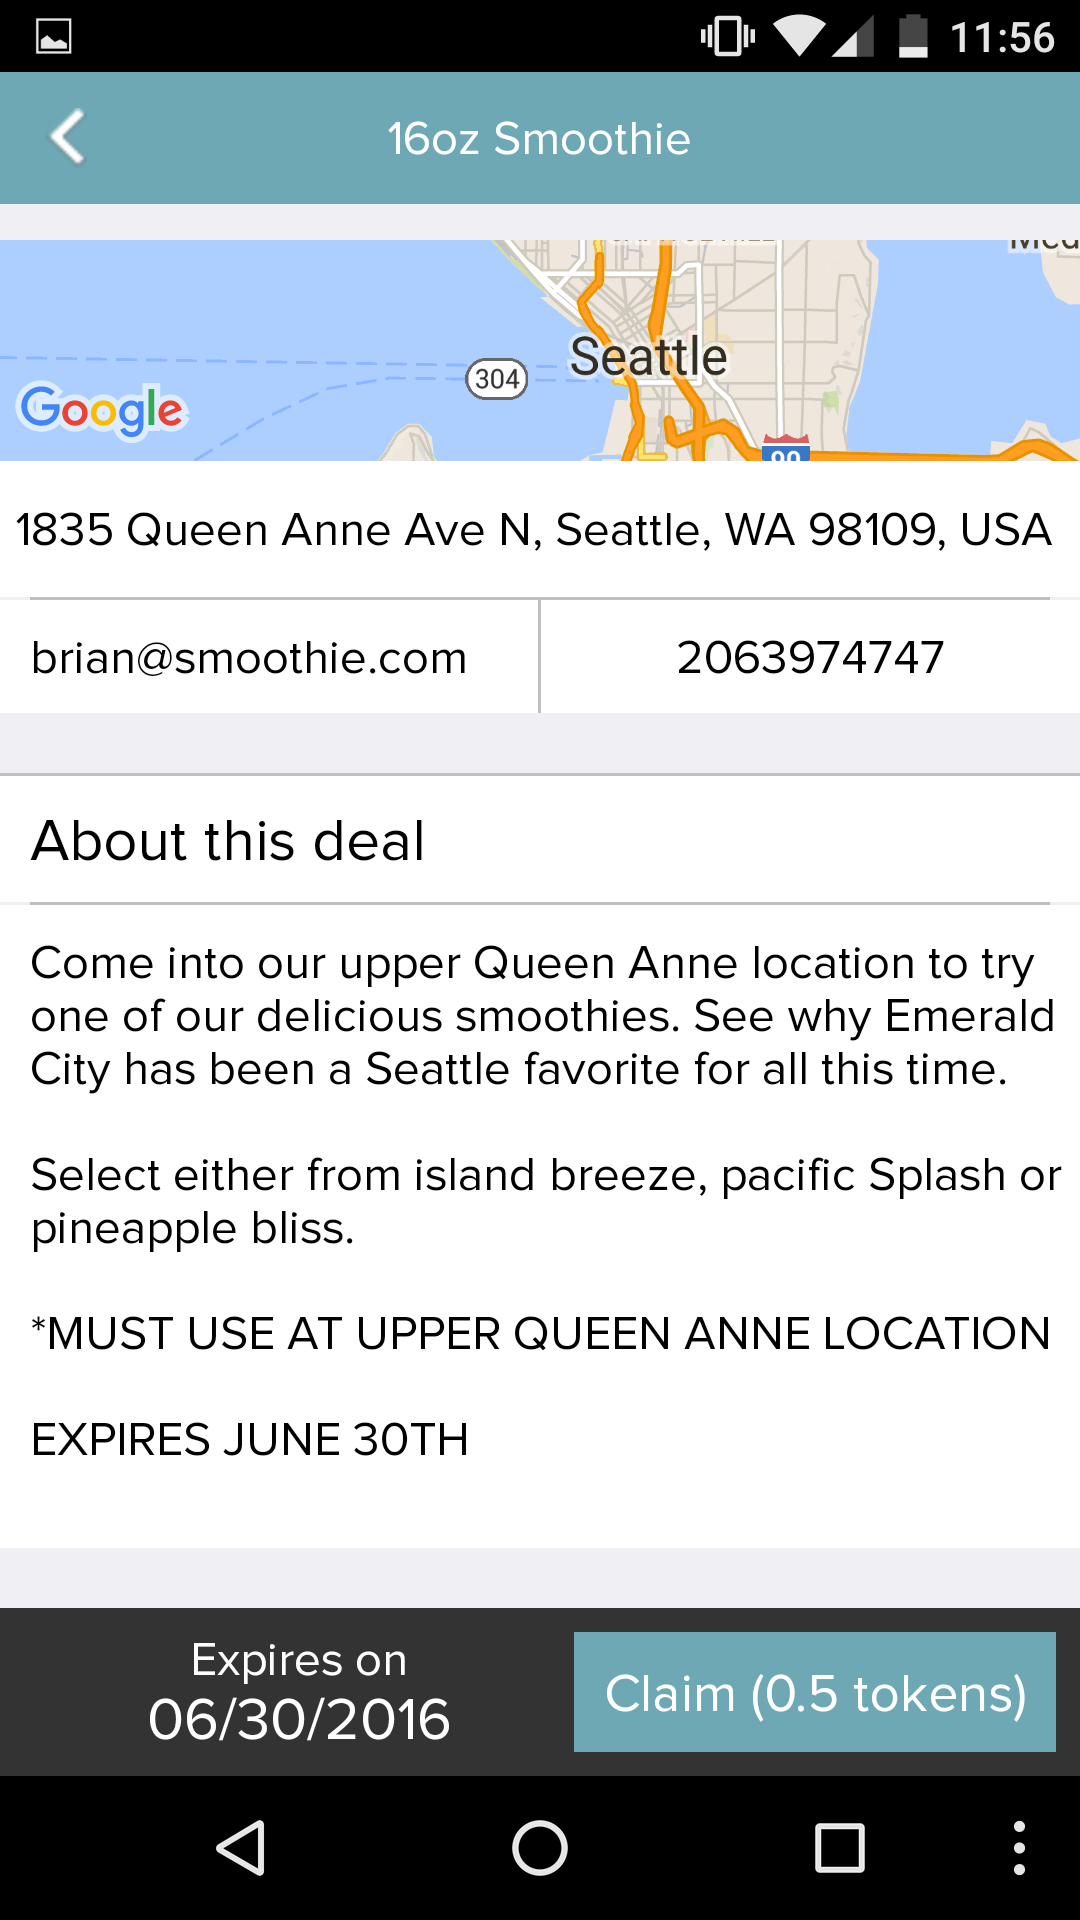 11:56
16oz Smoothie
Seattle
304
Google
90
1835 Queen Anne Ave N, Seattle, WA 98109, USA
brian@smoothie.com
2063974747
About this deal
Come into our upper Queen Anne location to try
one of our delicious smoothies. See why Emerald
City has been a Seattle favorite for all this time.
Select either from island breeze, pacific Splash or
pineapple bliss.
*MUST USE AT UPPER QUEEN ANNE LOCATION
EXPIRES JUNE 30TH
Expires on
06/30/2016
Claim (0.5 tokens)